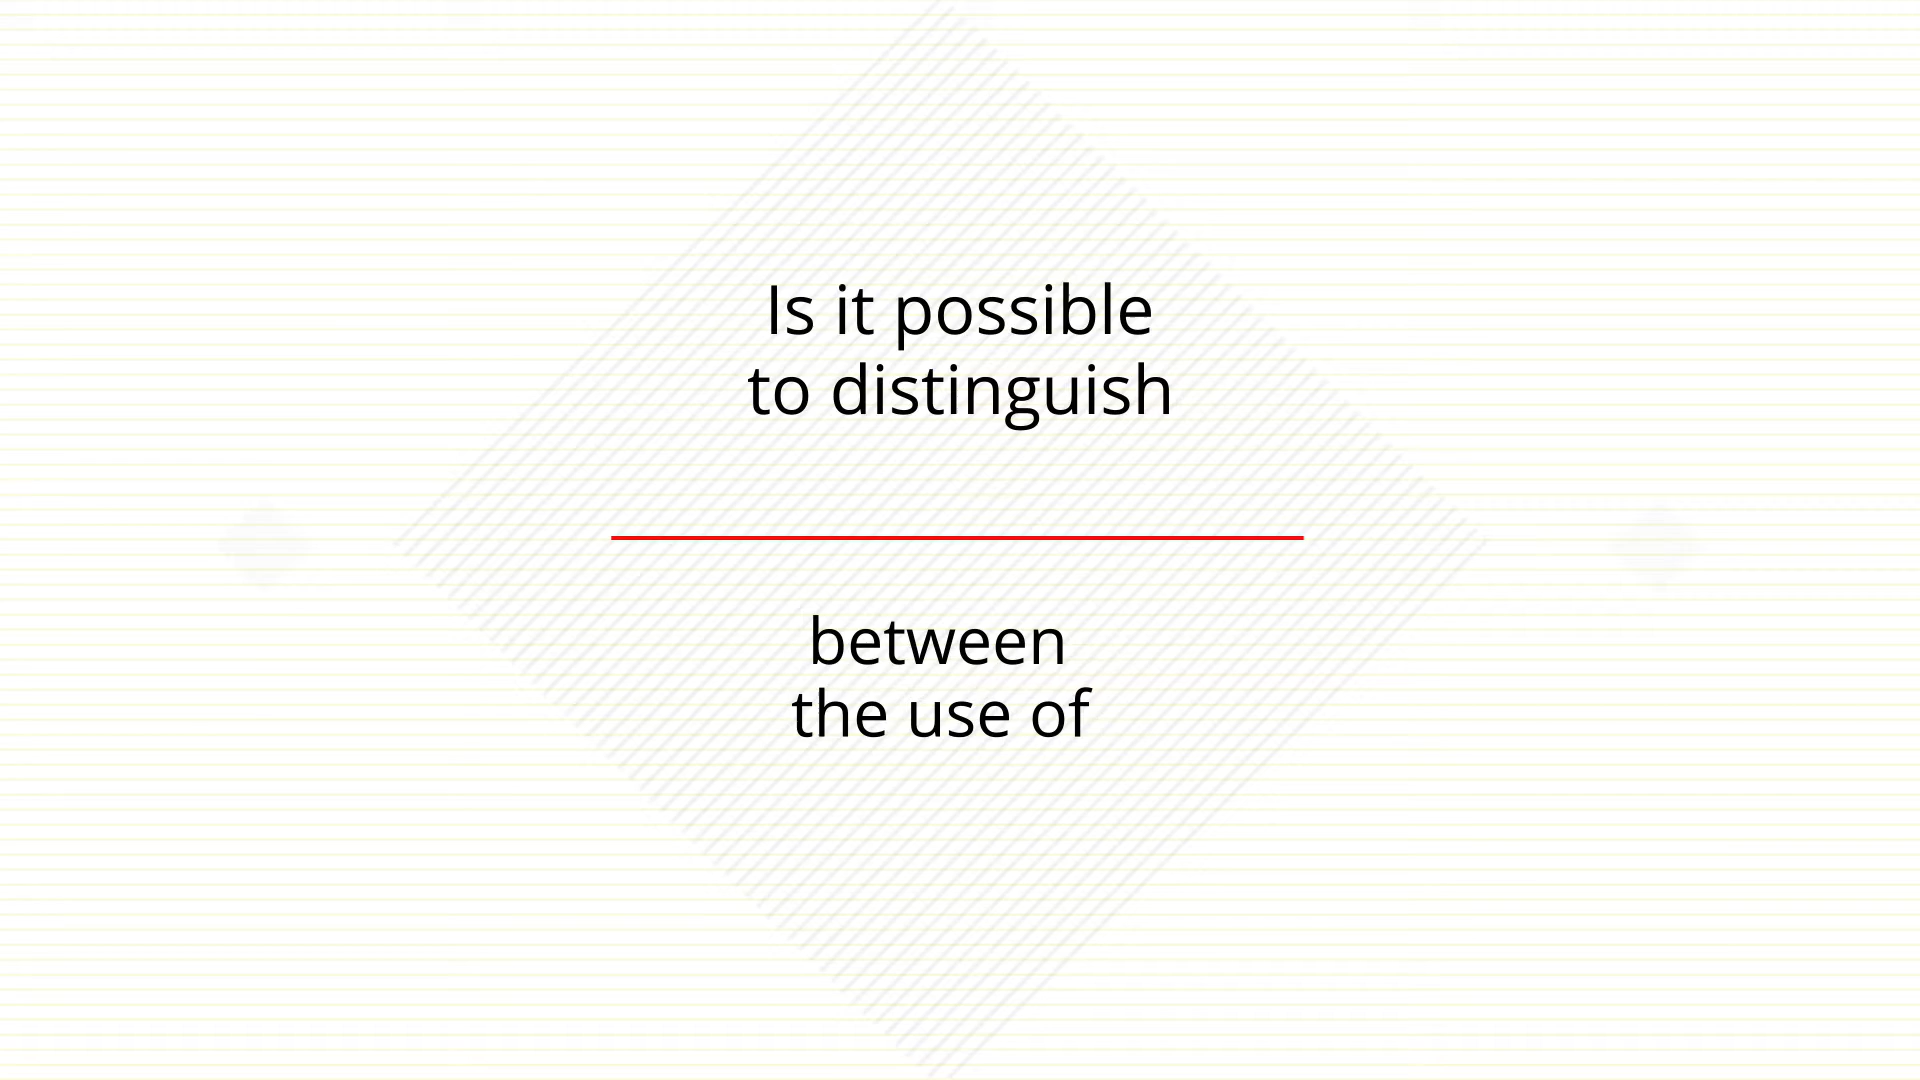 Is it possible
to distinguish
between
the use of